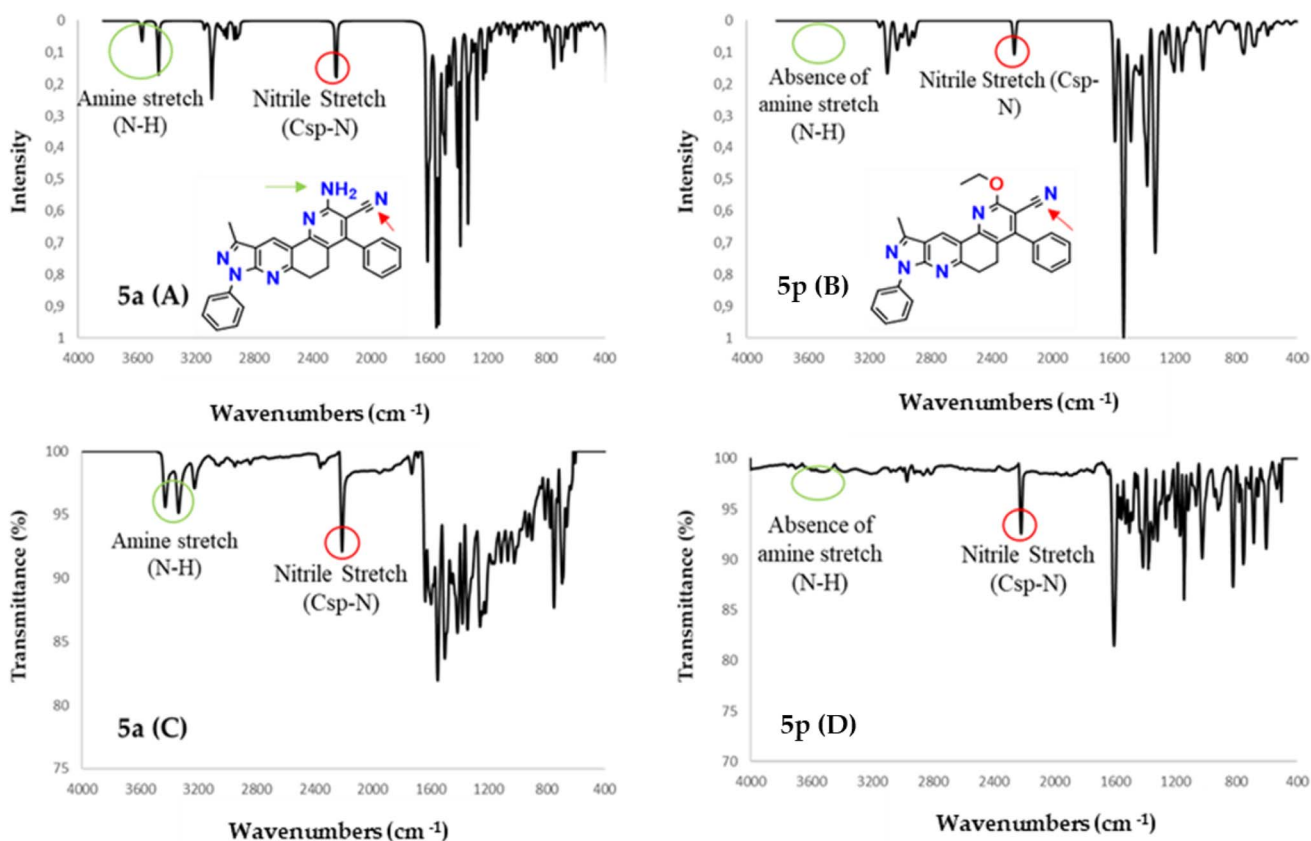 0
0,1
0,2
0,3
0,4
0,5
0,6
0,7
0,8
0,9
1
Intensity
Amine stretch
(N-H)
Nitrile Stretch
(Csp-N)
NH2
N
N
N
N
N
5a (A)
4000 3600 3200 2800 2400 2000 1600 1200 800 400
Wavenumbers (cm -1)
0
0,1
0,2
0,3
0,4
0,5
0,6
0,7
0,8
0,9
1
Intensity
Absence of
amine stretch
(N-H)
Nitrile Stretch (Csp-
N)
O
N
N
N
N
N
5p (B)
4000 3600 3200 2800 2400 2000 1600 1200 800 400
Wavenumbers (cm -1)
100
95
90
85
80
75
Transmittance (%)
Amine stretch
(N-H)
Nitrile Stretch
(Csp-N)
5a (C)
4000 3600 3200 2800 2400 2000 1600 1200 800 400
Wavenumbers (cm -1)
100
95
90
85
80
75
70
Transmittance (%)
Absence of
amine stretch
(N-H)
Nitrile Stretch
(Csp-N)
5p (D)
4000 3600 3200 2800 2400 2000 1600 1200 800 400
Wavenumbers (cm -1)